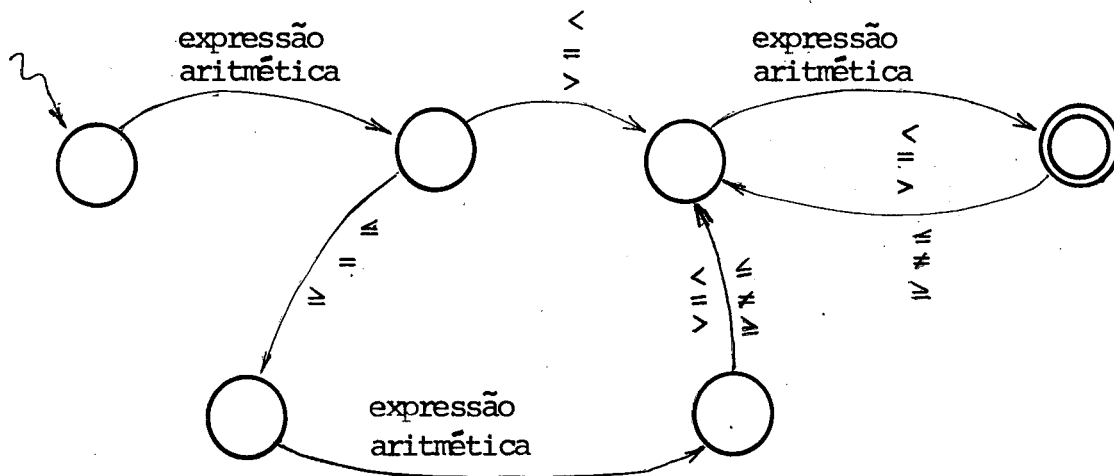 expressão
aritmética
<
=
>
expressão
aritmética
< = >
≤ ≠ ≥
≤
=
≥
< = >
≤ ≠ ≥
expressão
aritmética